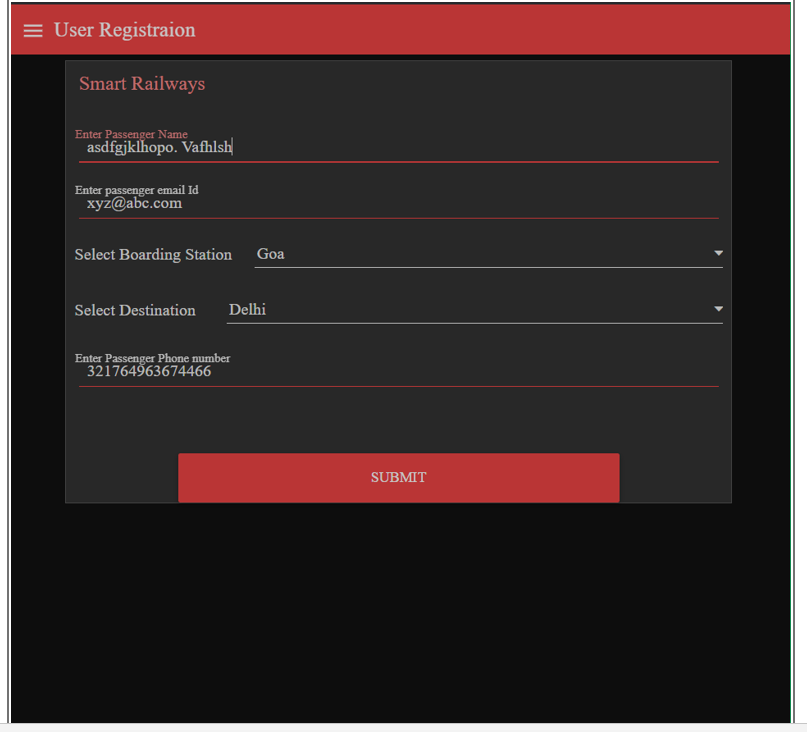 User Registraion
Smart Railways
Enter Passenger Name
asdfgjklhopo. Vafhlsh
Enter passenger email Id
xyz@abc.com
Select Boarding Station Goa
Select Destination Delhi
Enter Passenger Phone number
321764963674466
SUBMIT